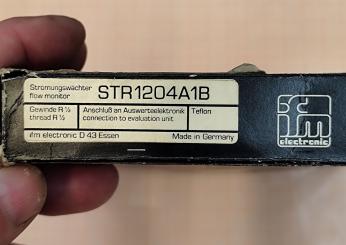 Strömungswächter
flow monitor STR1204A1B
Gewinde R ½ Anschluß an Auswerteelektronik Teflon
thread R ½ connection to evaluation unit
ifm electronic D 43 Essen Made in Germany
ifm
electronic